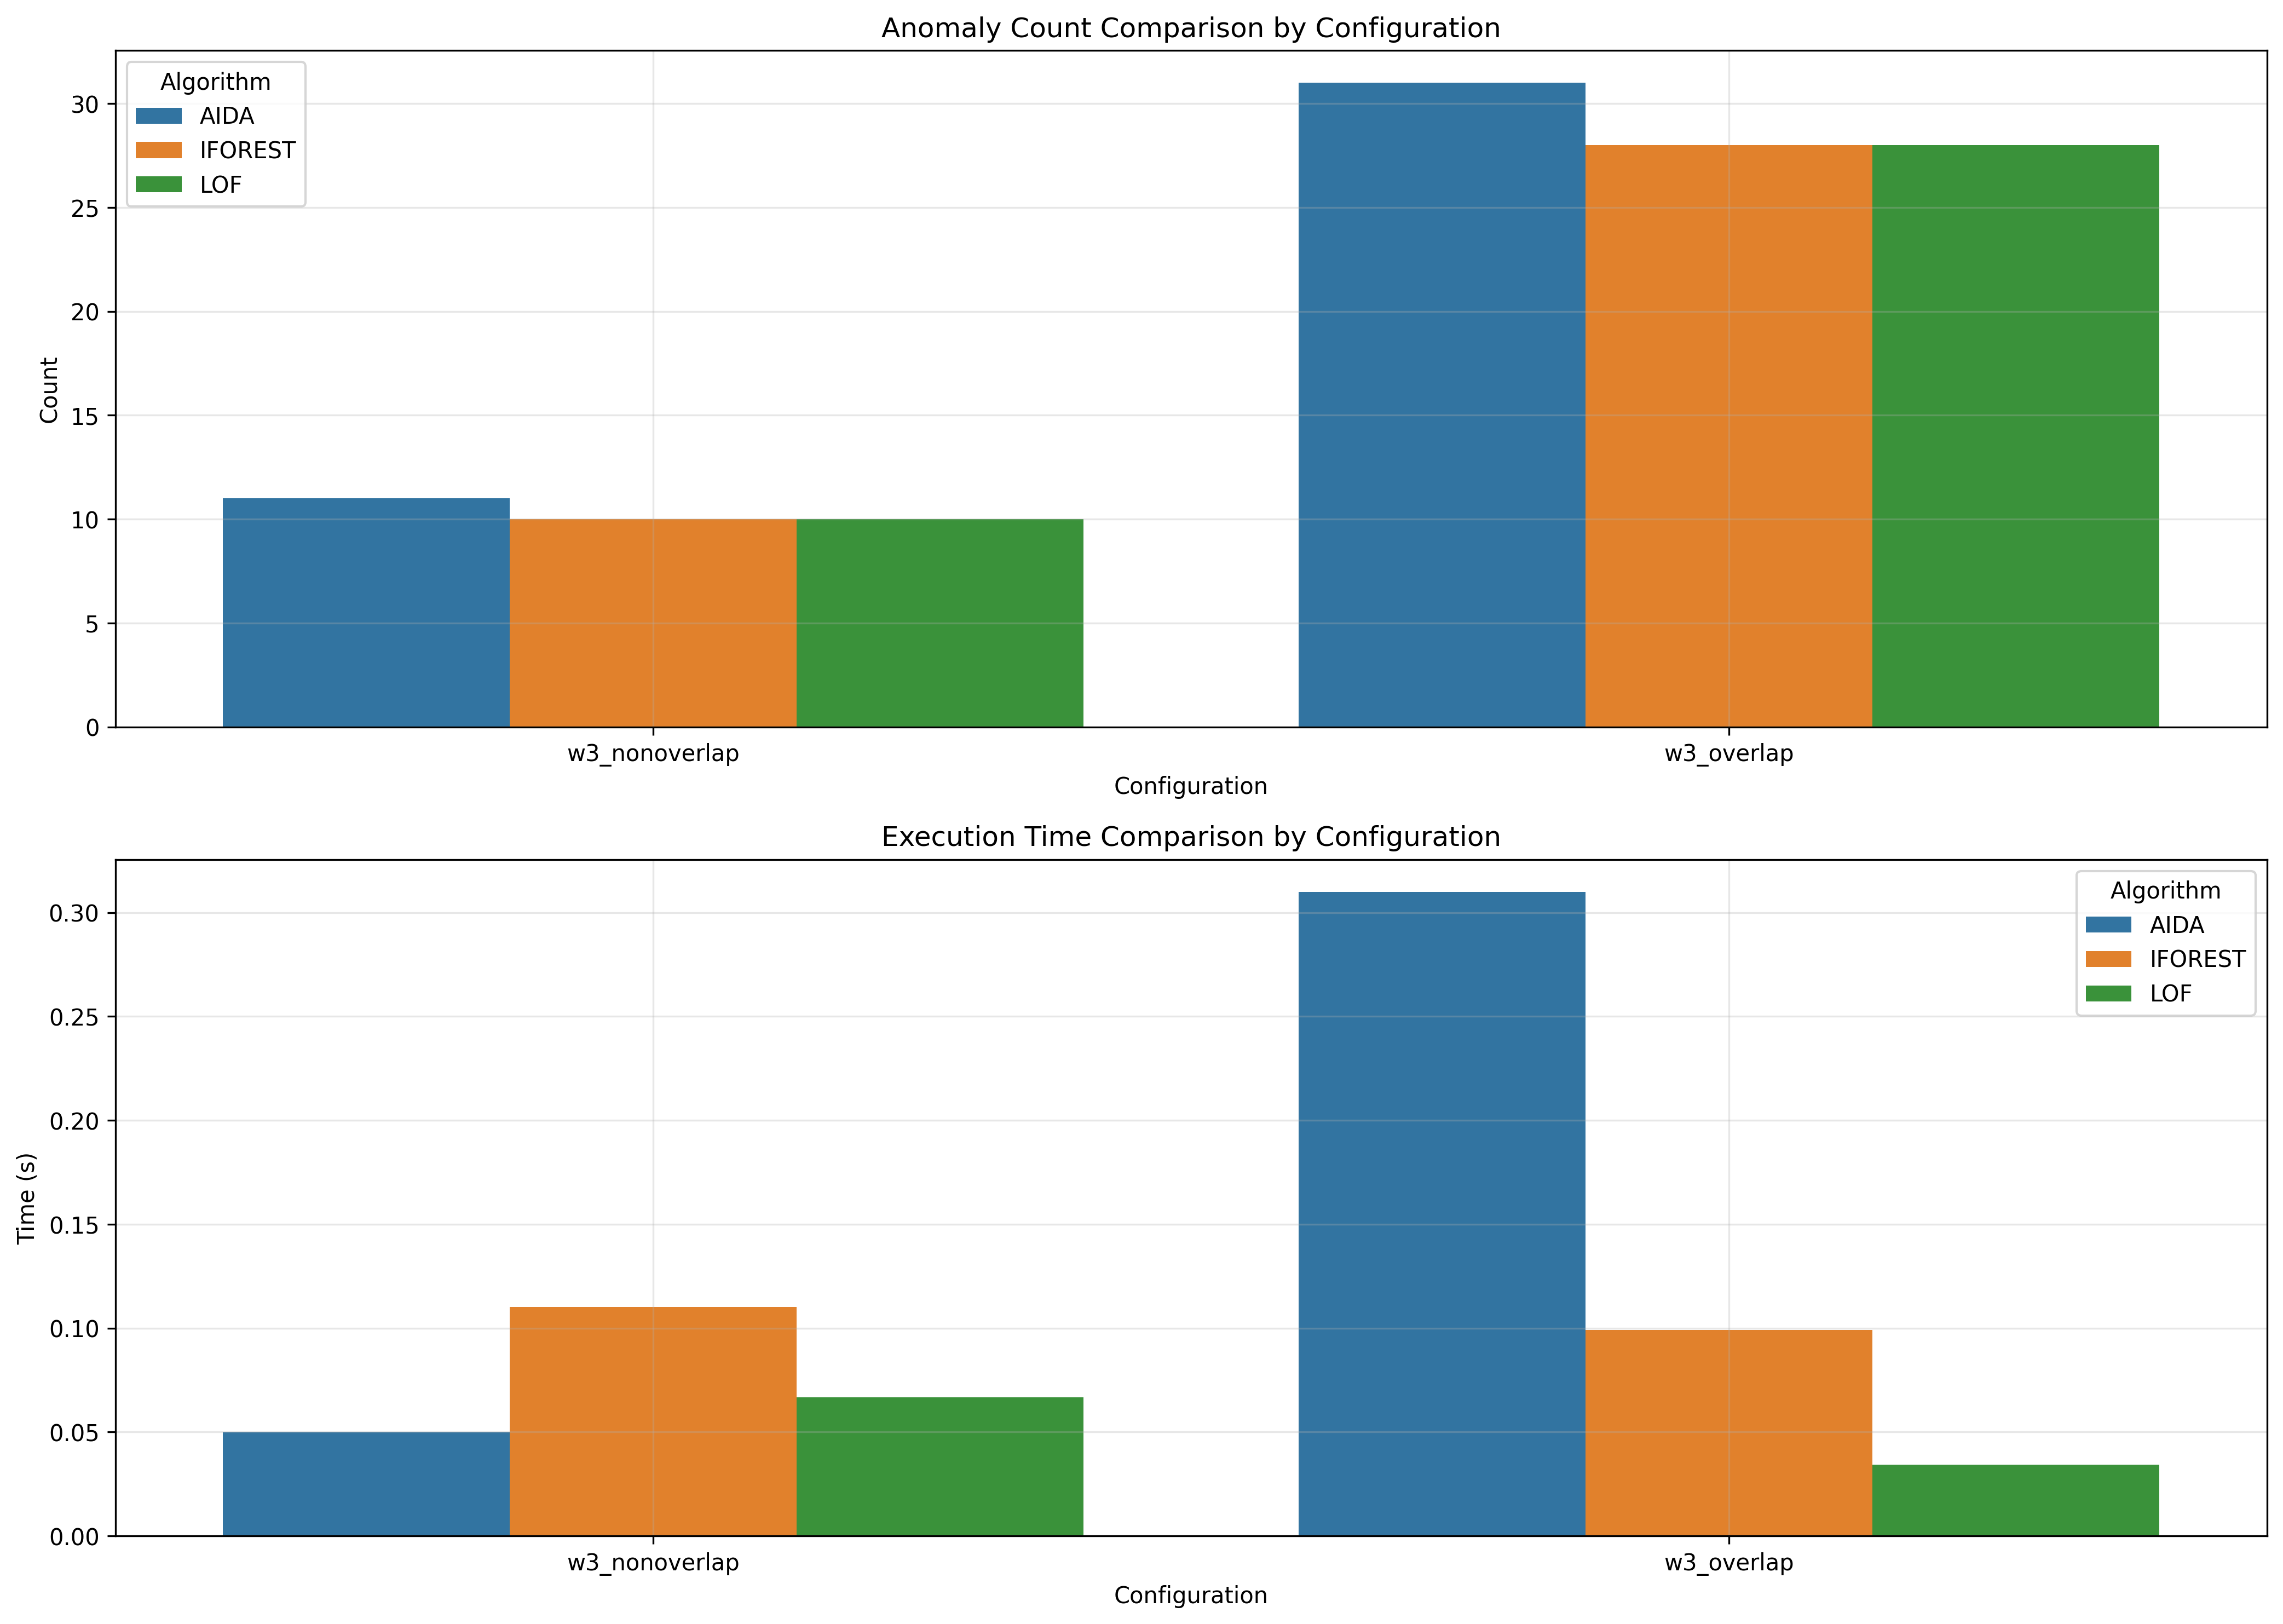 Anomaly Count Comparison by Configuration
Algorithm
AIDA
IFOREST
LOF
30
25
20
15
10
5
0
Count
w3_nonoverlap
w3_overlap
Configuration
Execution Time Comparison by Configuration
Algorithm
AIDA
IFOREST
LOF
0.30
0.25
0.20
0.15
0.10
0.05
0.00
Time (s)
w3_nonoverlap
w3_overlap
Configuration